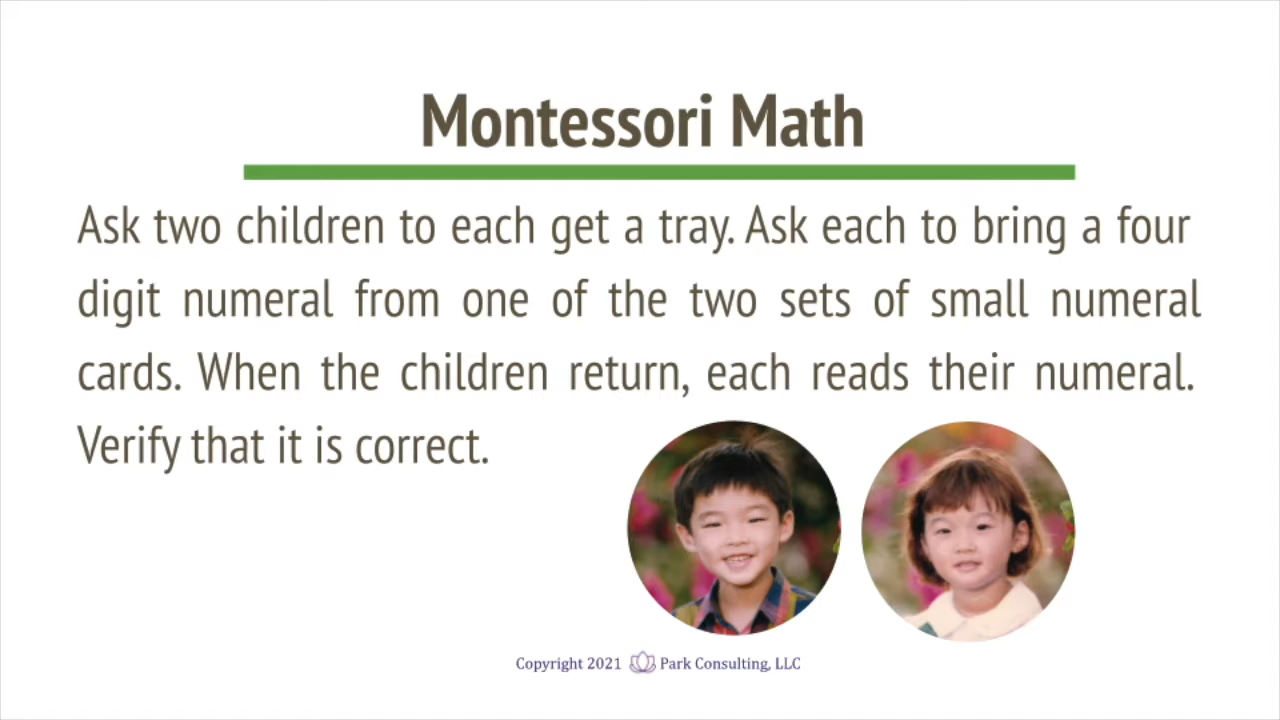 Montessori Math
Ask two children to each get a tray. Ask each to bring a four
digit numeral from one of the two sets of small numeral
cards. When the children return, each reads their numeral.
Verify that it is correct.
Copyright 2021 Park Consulting, LLC